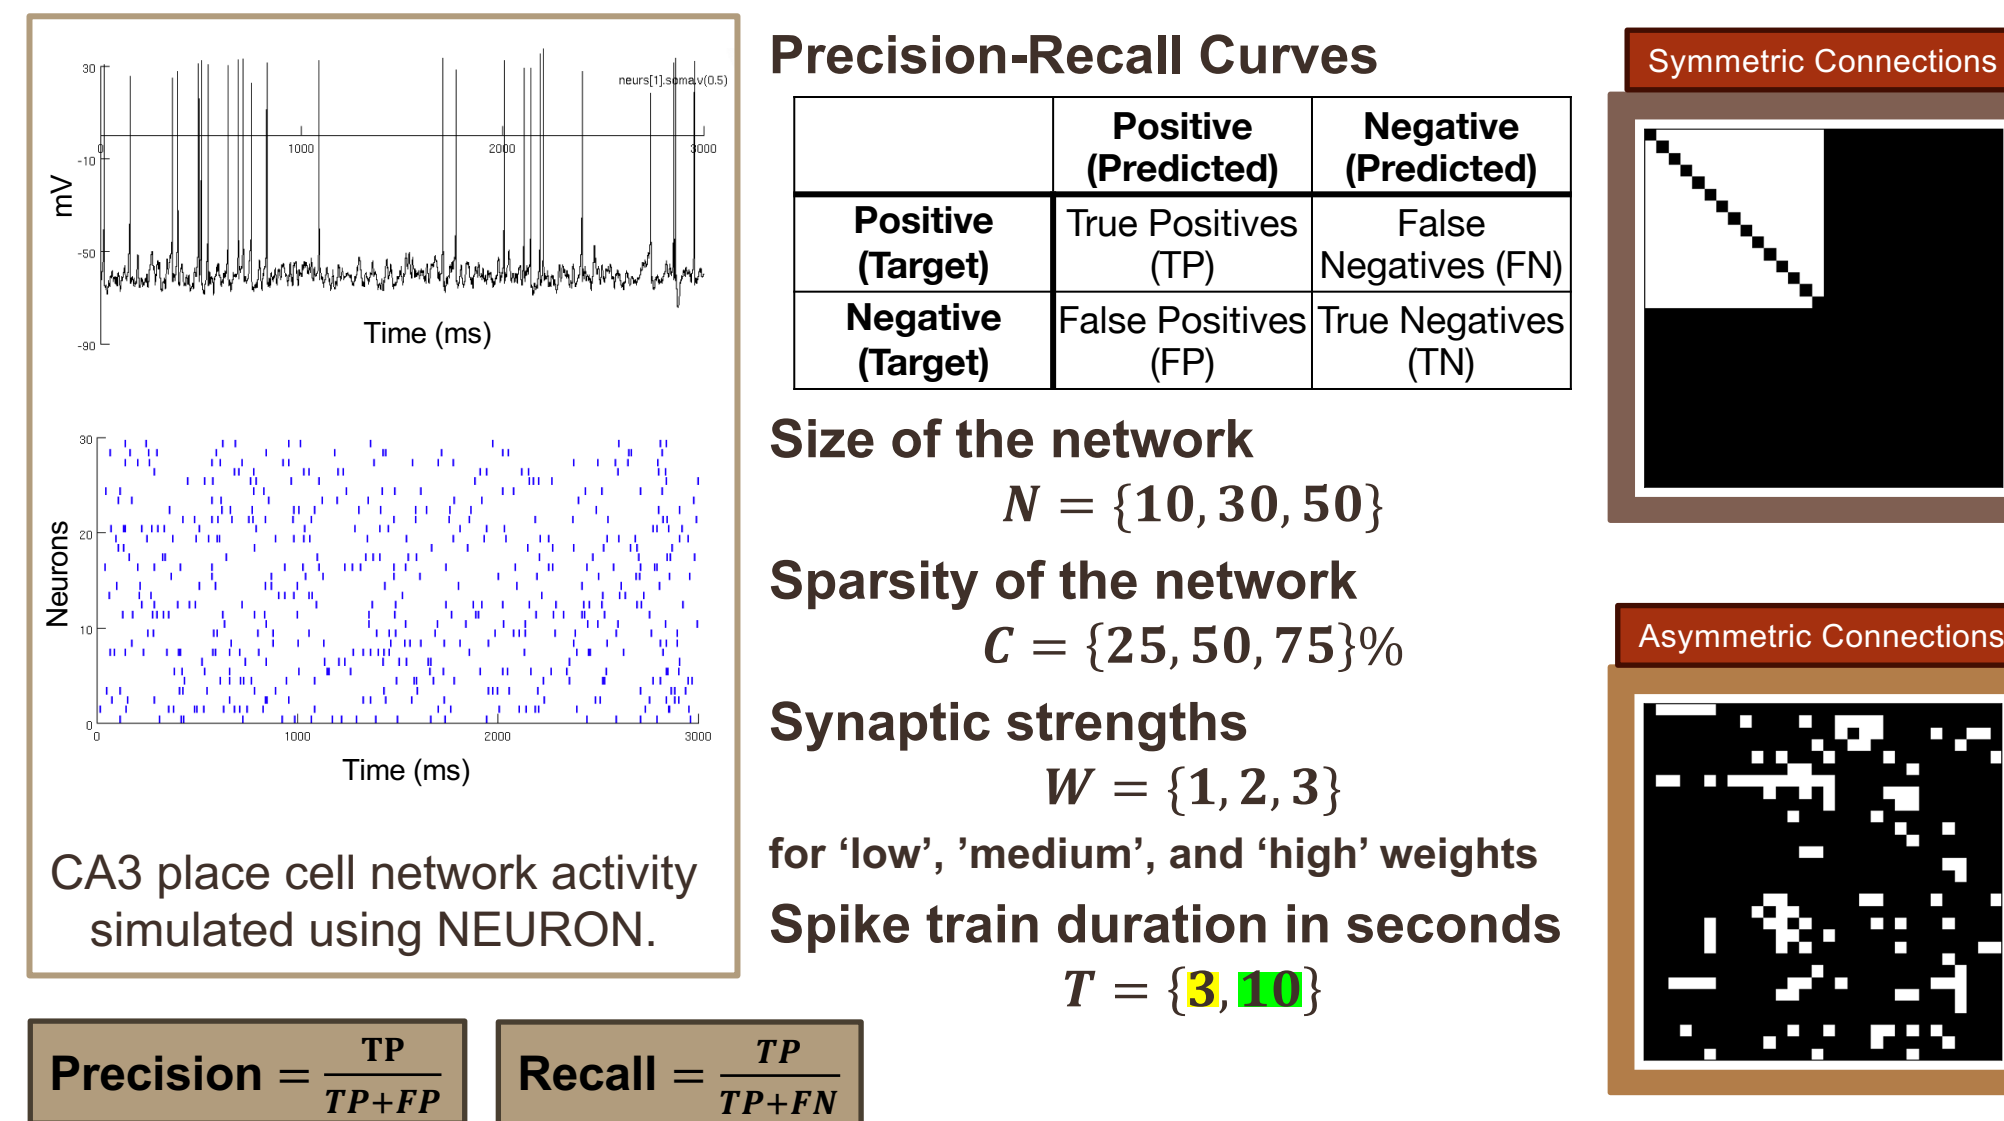 30
neurs[1].soma.v(0.5)
0
1000
2000
3000
-10
mV
-50
Time (ms)
-90
30
20
Neurons
10
0
0
1000
2000
3000
Time (ms)
CA3 place cell network activity
simulated using NEURON.
Precision = TP / TP+FP
Recall = TP / TP+FN
Precision-Recall Curves
Positive (Predicted) Negative (Predicted)
Positive (Target) True Positives (TP) False Negatives (FN)
Negative (Target) False Positives (FP) True Negatives (TN)
Size of the network
N = {10, 30, 50}
Sparsity of the network
C = {25, 50, 75}%
Synaptic strengths
W = {1, 2, 3}
for ‘low’, ’medium’, and ‘high’ weights
Spike train duration in seconds
T = {3, 10}
Symmetric Connections
Asymmetric Connections